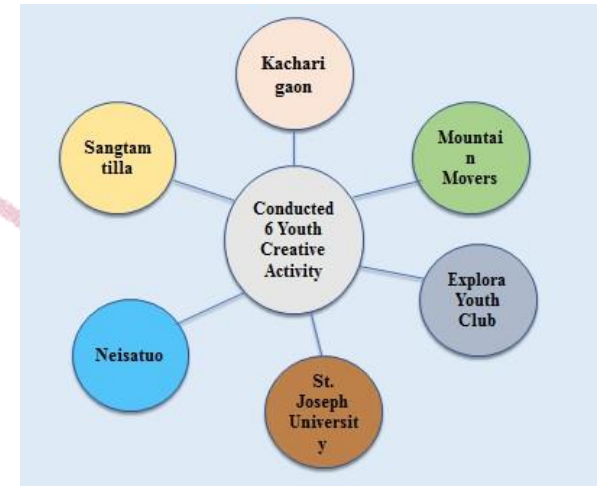 Kachari
gaon
Mountai
n
Movers
Explora
Youth
Club
St.
Joseph
Universit
y
Neisatuo
Sangtam
tilla
Conducted
6 Youth
Creative
Activity